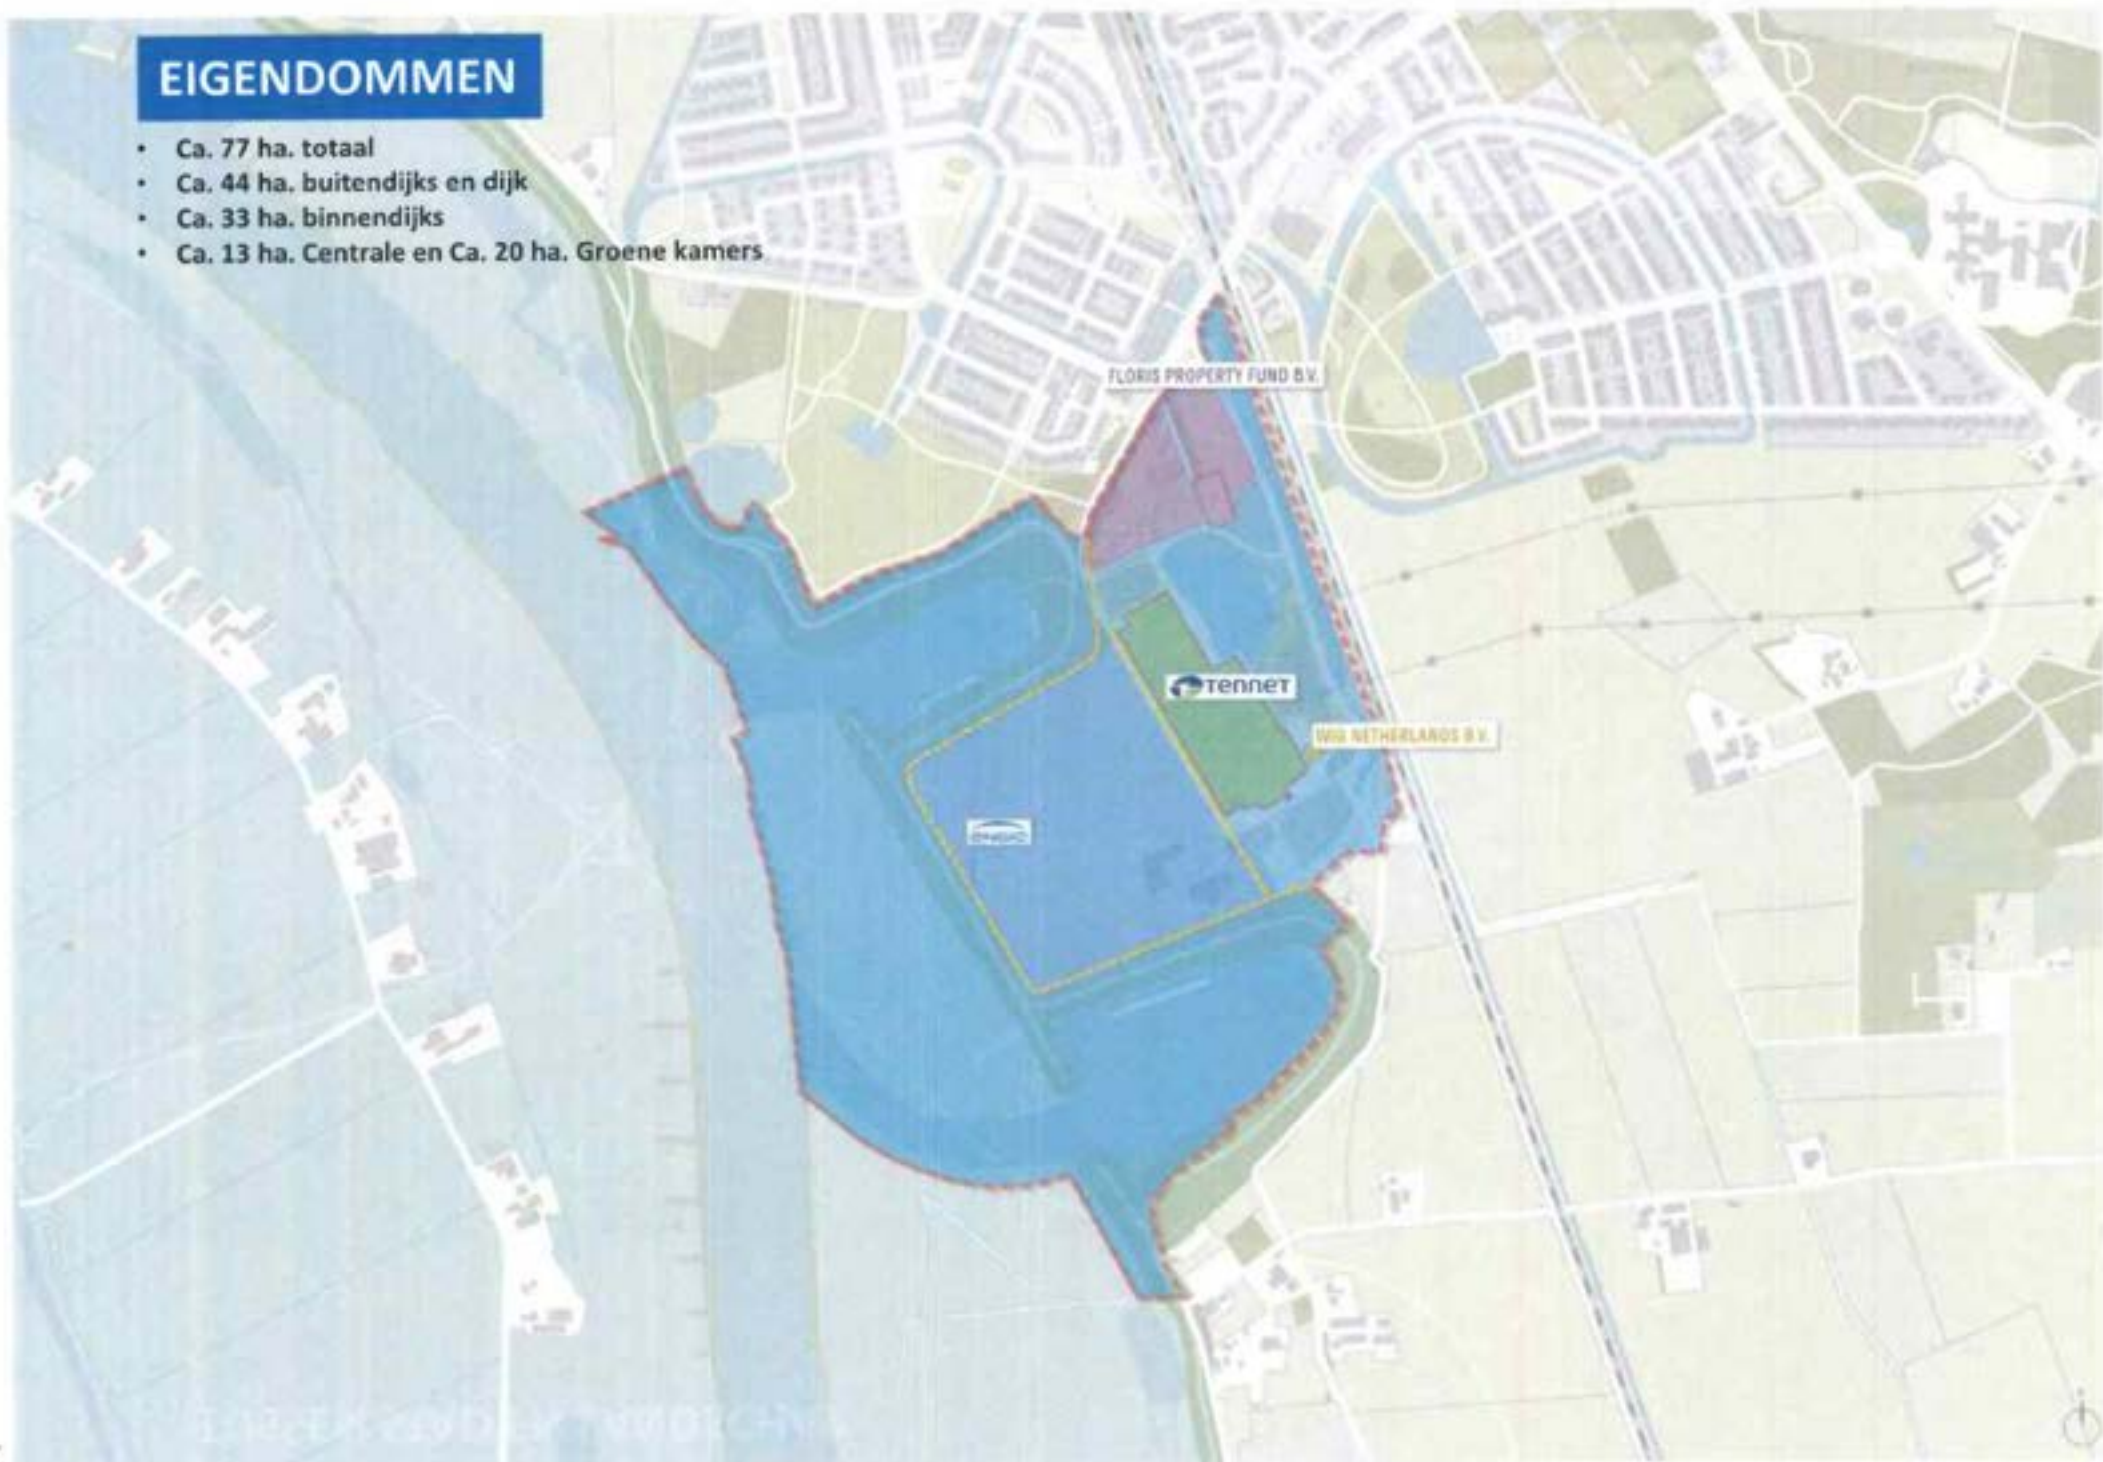 EIGENDOMMEN
• Ca. 77 ha. totaal
• Ca. 44 ha. buitendijks en dijk
• Ca. 33 ha. binnendijks
• Ca. 13 ha. Centrale en Ca. 20 ha. Groene kamers
FLORIS PROPERTY FUND B.V.
TenneT
NETHERLANDS B.V.